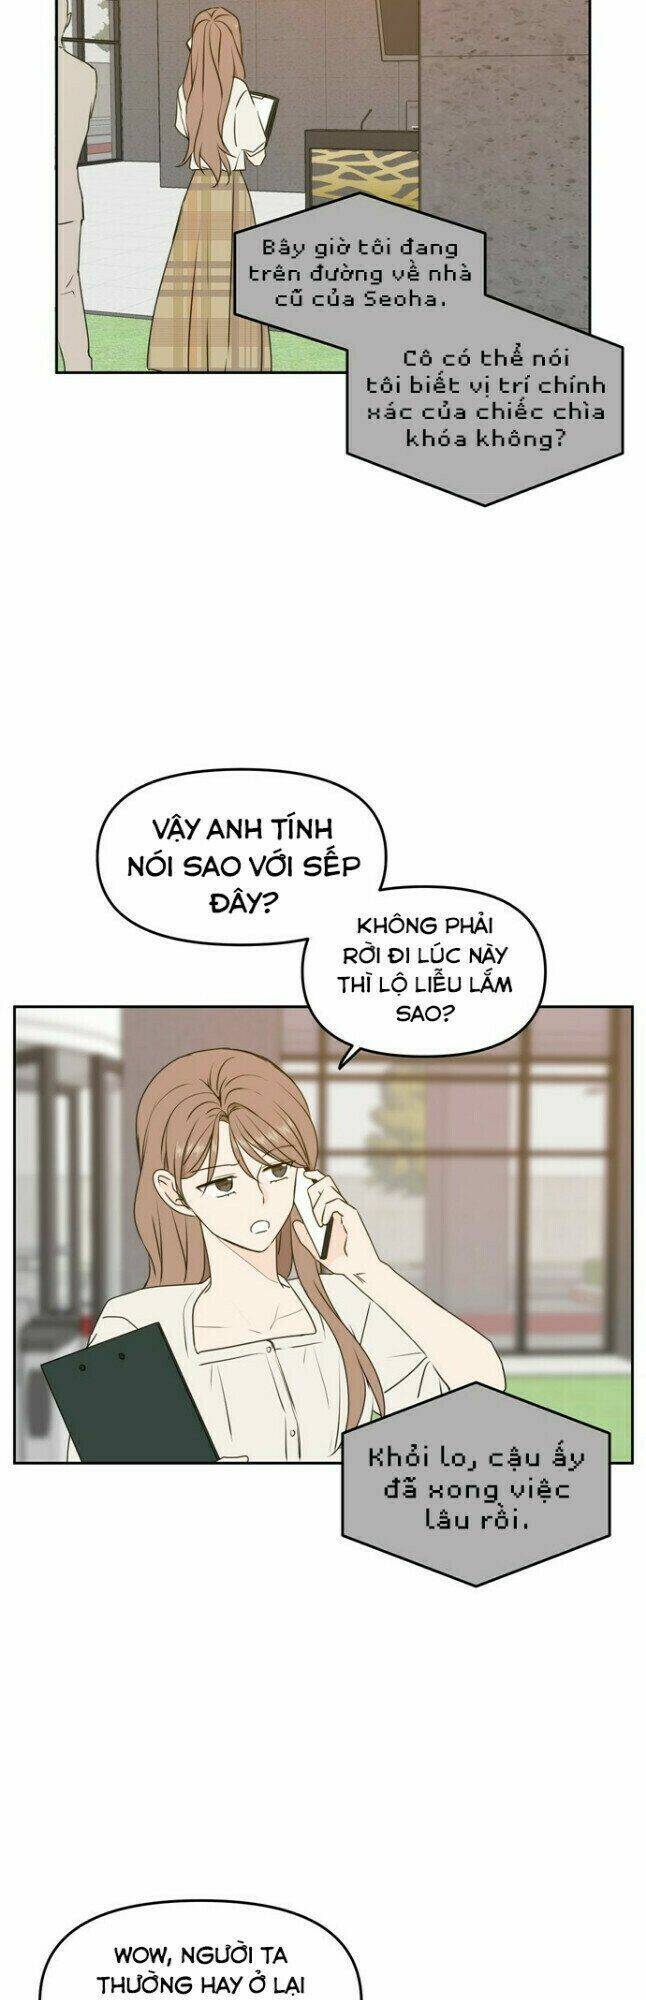 Bây giờ tôi đang
trên đường về nhà
cũ của Seoha.
Cô có thể nói
tôi biết vị trí chính
xác của chiếc chìa
khóa không?
VẬY ANH TÍNH
NÓI SAO VỚI SẾP
ĐÂY?
KHÔNG PHẢI
RỜI ĐI LÚC NÀY
THÌ LỘ LIỄU LẮM
SAO?
Khỏi lo, cậu ấy
đã xong việc
lâu rồi.
WOW, NGƯỜI TA
THƯỜNG HAY Ở LẠI